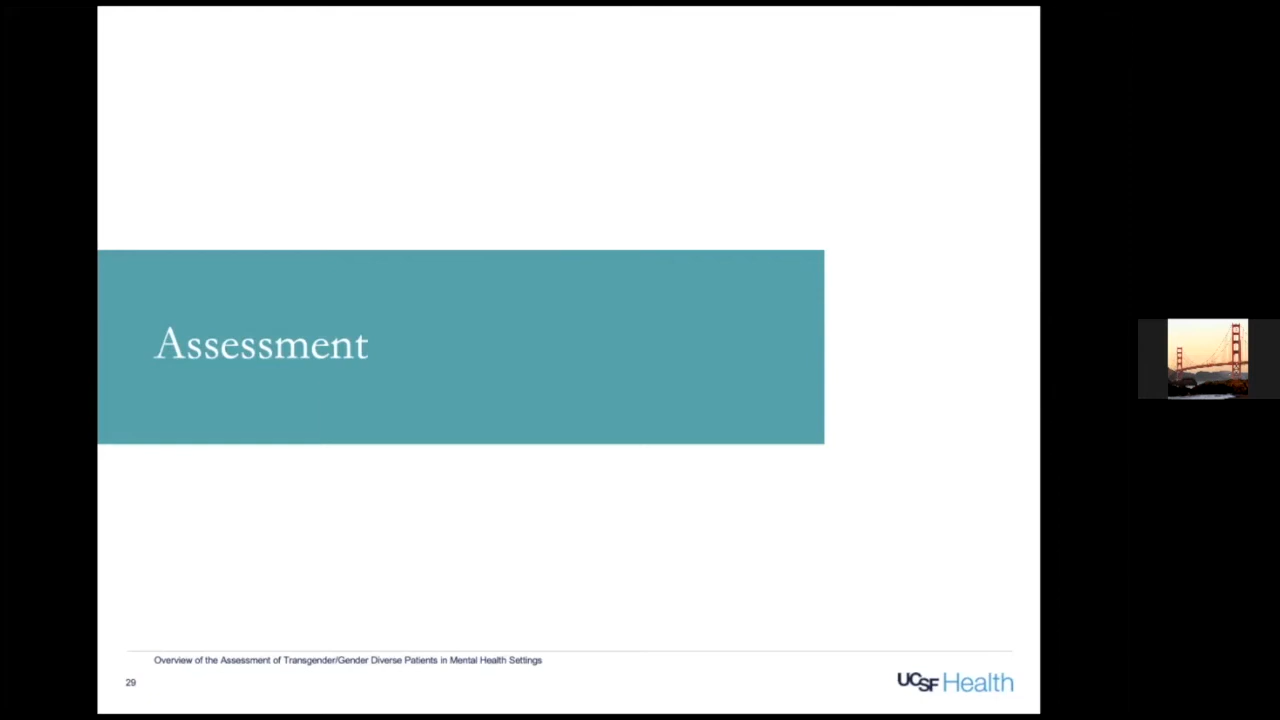 Assessment
Overview of the Assessment of Transgender/Gender Diverse Patients in Mental Health Settings
29
UCSF Health